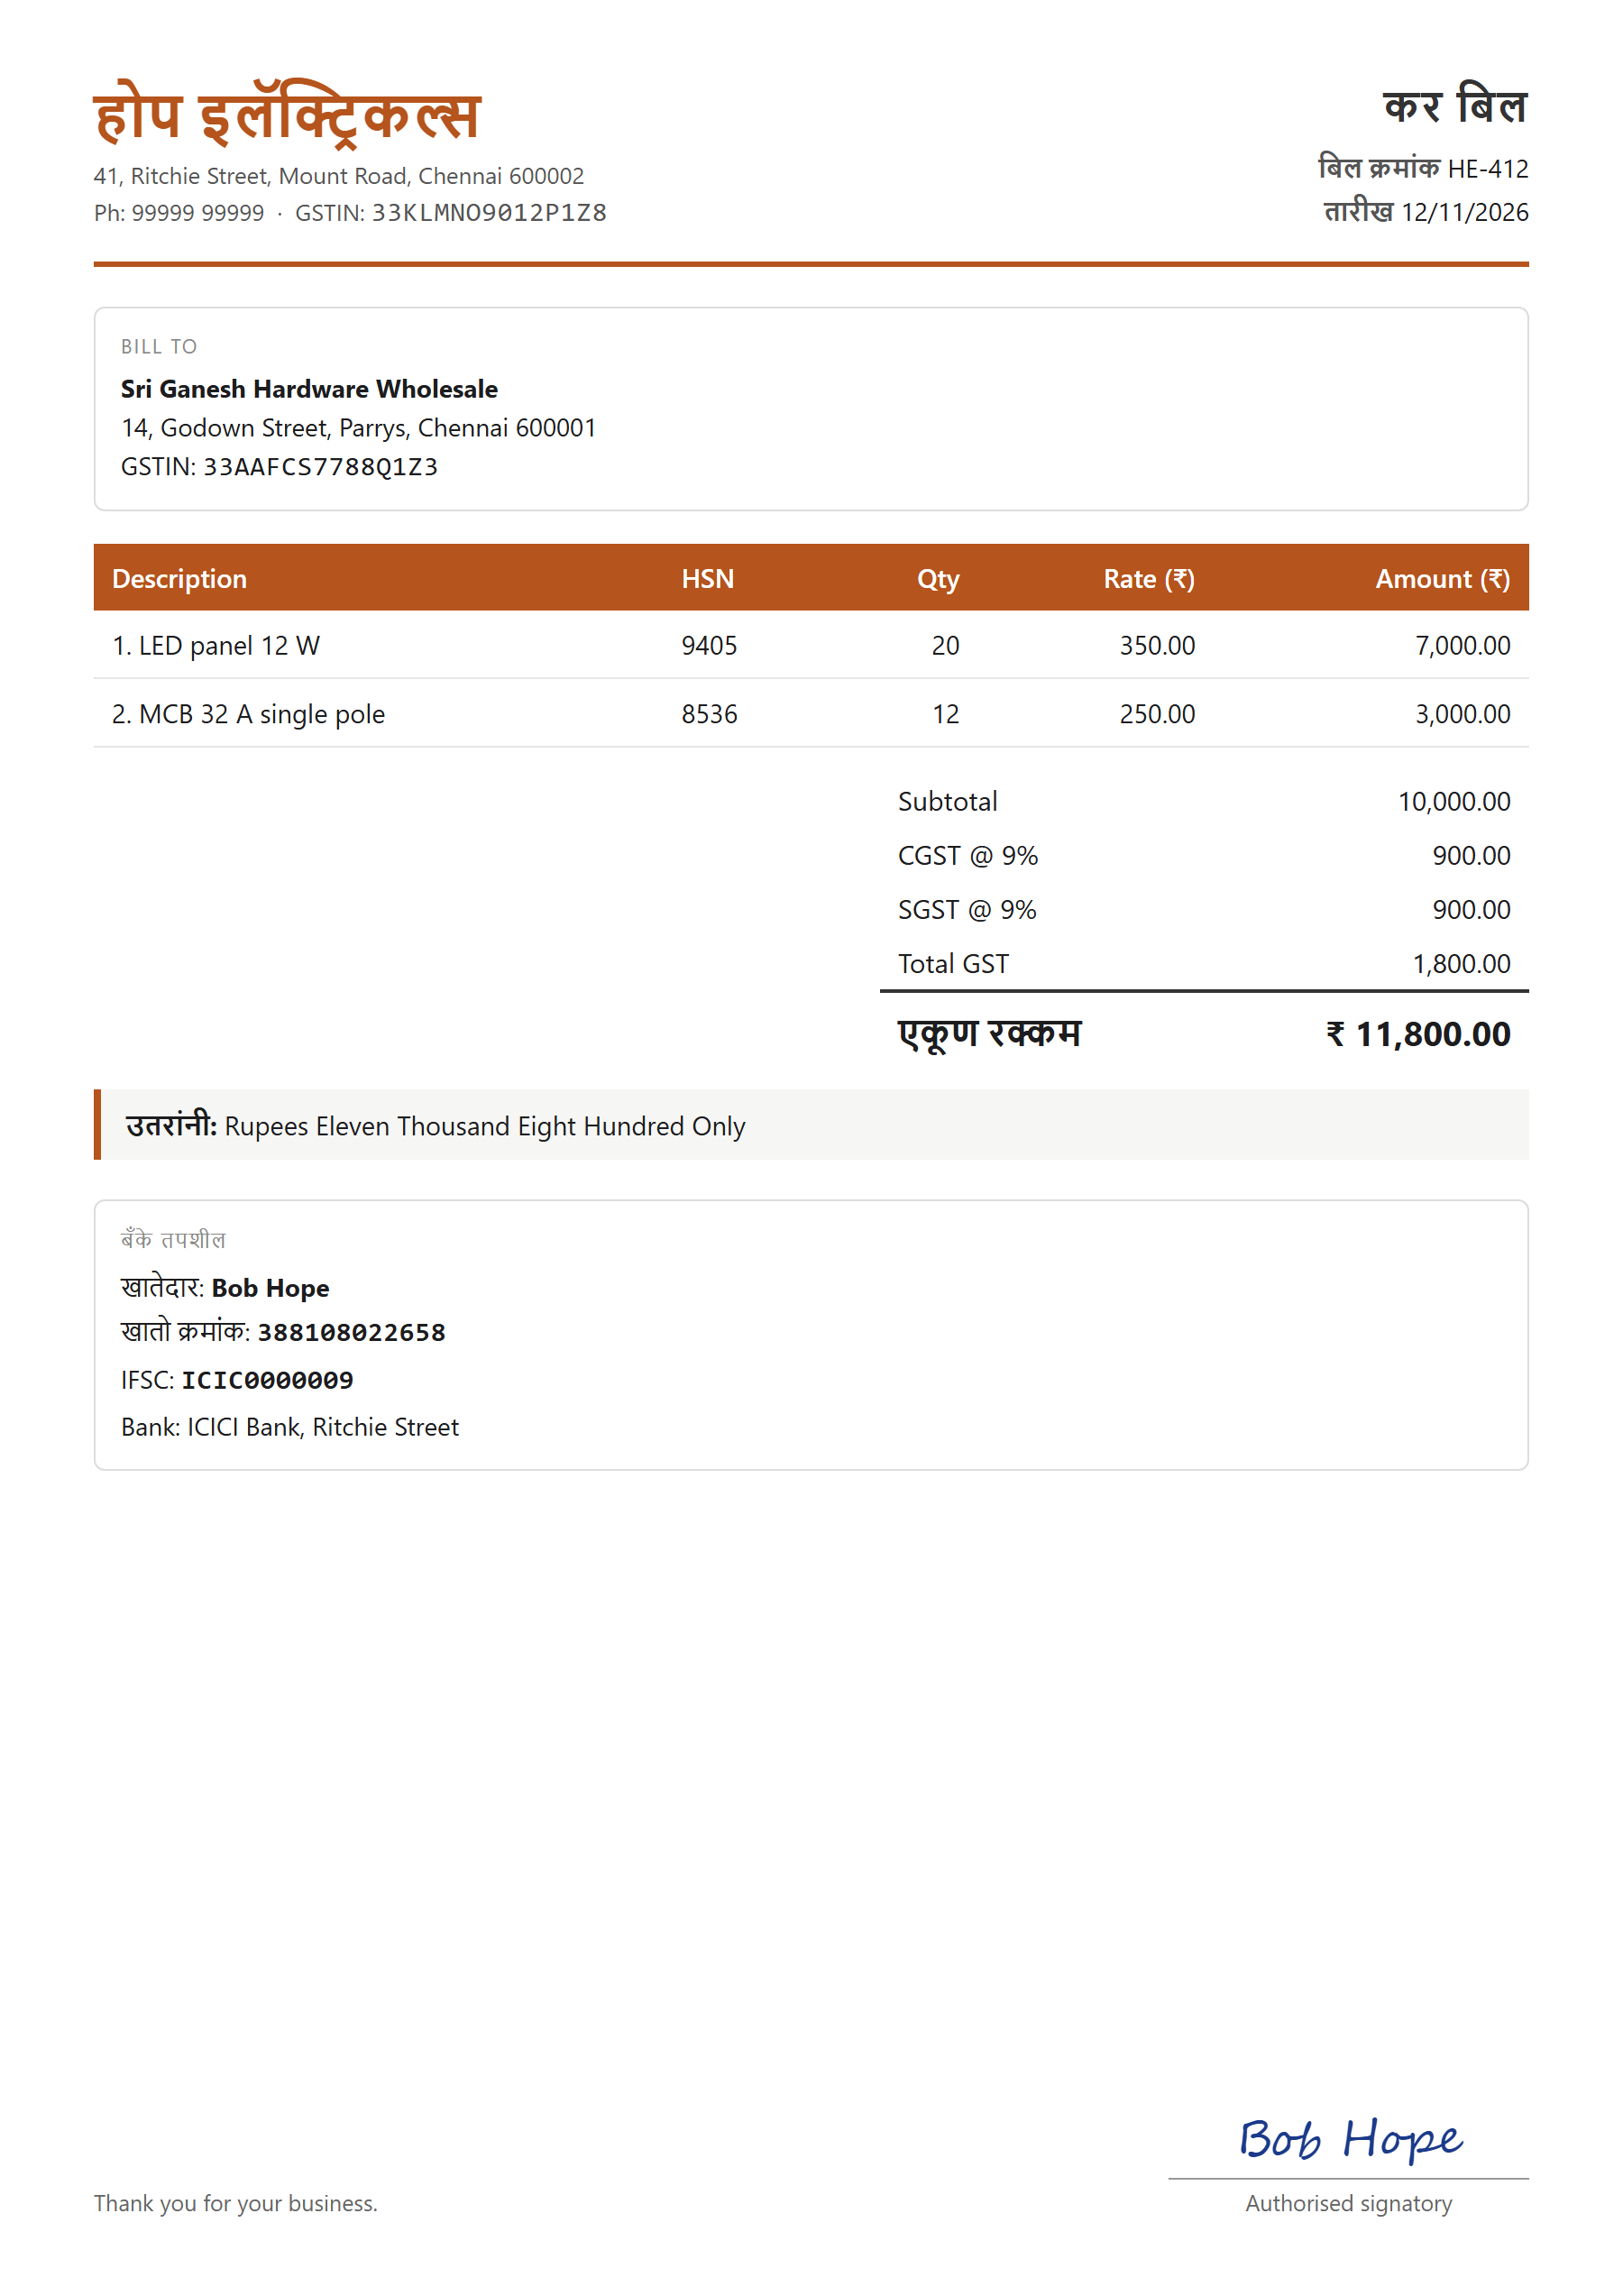 होप इलॅक्ट्रिकल्स
41, Ritchie Street, Mount Road, Chennai 600002
Ph: 99999 99999 · GSTIN: 33KLMNO9012P1Z8
कर बिल
बिल क्रमांक HE-412
तारीख 12/11/2026
BILL TO
Sri Ganesh Hardware Wholesale
14, Godown Street, Parrys, Chennai 600001
GSTIN: 33AAFCS7788Q1Z3
Description HSN Qty Rate (₹) Amount (₹)
1. LED panel 12 W 9405 20 350.00 7,000.00
2. MCB 32 A single pole 8536 12 250.00 3,000.00
Subtotal 10,000.00
CGST @ 9% 900.00
SGST @ 9% 900.00
Total GST 1,800.00
एकूण रक्कम ₹ 11,800.00
उतरांनी: Rupees Eleven Thousand Eight Hundred Only
बँके तपशील
खातेदार: Bob Hope
खातो क्रमांक: 388108022658
IFSC: ICIC0000009
Bank: ICICI Bank, Ritchie Street
Bob Hope
Thank you for your business.
Authorised signatory